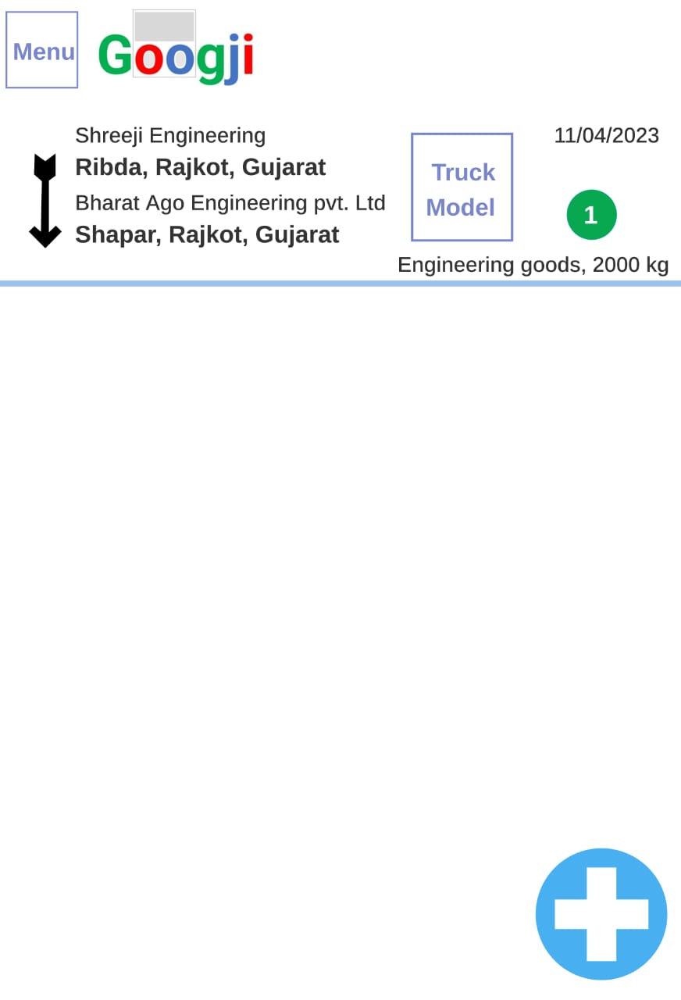 Menu
Googji
Shreeji Engineering
Ribda, Rajkot, Gujarat
Bharat Ago Engineering pvt. Ltd
Shapar, Rajkot, Gujarat
Truck
Model
11/04/2023
1
Engineering goods, 2000 kg